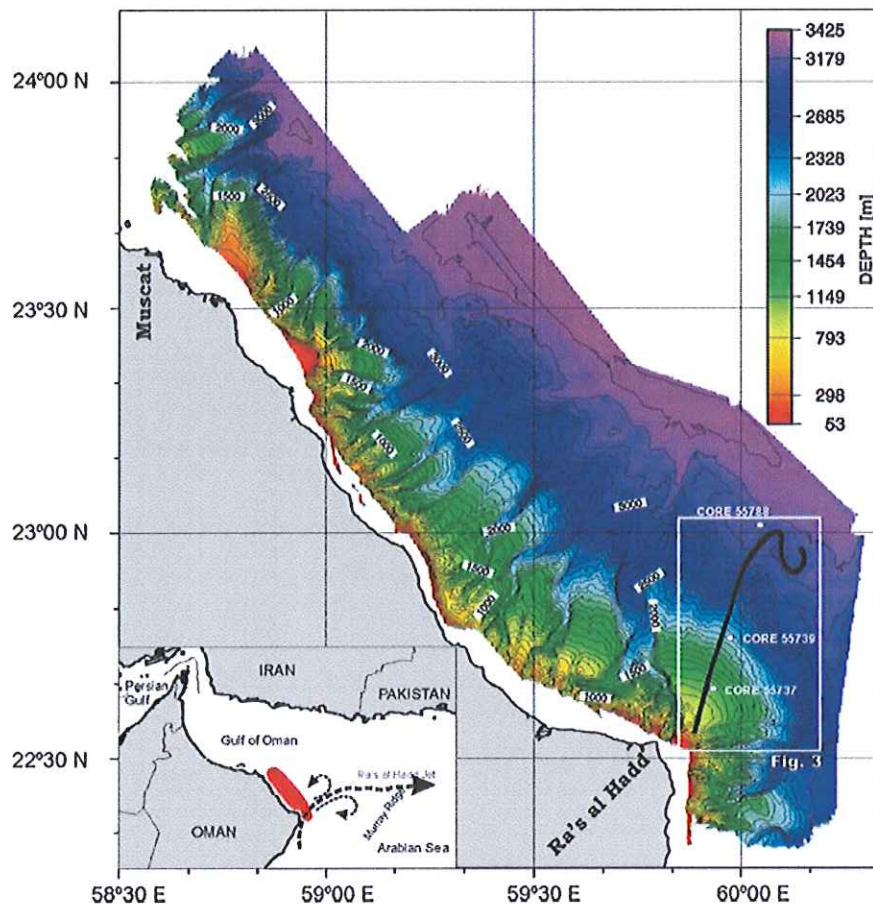 24°00 N
23°30 N
23°00 N
22°30 N
58°30 E
59°00 E
59°30 E
60°00 E
3425
3179
2685
2328
2023
1739
1454
1149
793
298
53
DEPTH [m]
Muscat
Ra's al Hadd
2000
3000
1500
2500
1000
2000
1500
3000
1000
2500
2000
1500
1000
3000
2500
2000
1500
1000
CORE 55788
CORE 55739
CORE 55737
Fig. 3
IRAN
PAKISTAN
Persian
Gulf
Gulf of Oman
Ra's al Hadd Jet
Murray Ridge
OMAN
Arabian Sea